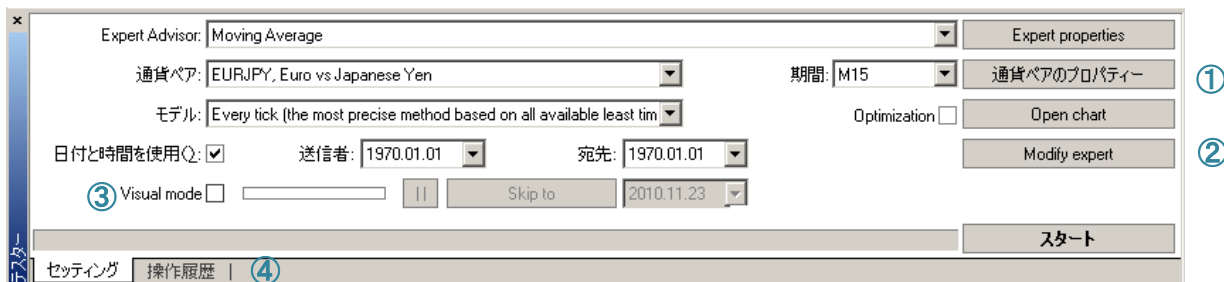 ×
Expert Advisor: Moving Average Expert properties
通貨ペア: EURJPY, Euro vs Japanese Yen 期間: M15 通貨ペアのプロパティー ①
モデル: Every tick (the most precise method based on all available least tim Optimization Open chart
日付と時間を使用(): 送信者: 1970.01.01 宛先: 1970.01.01 Modify expert ②
③ Visual mode Skip to 2010.11.23
スタート
セッティング 操作履歴 | ④
テスター